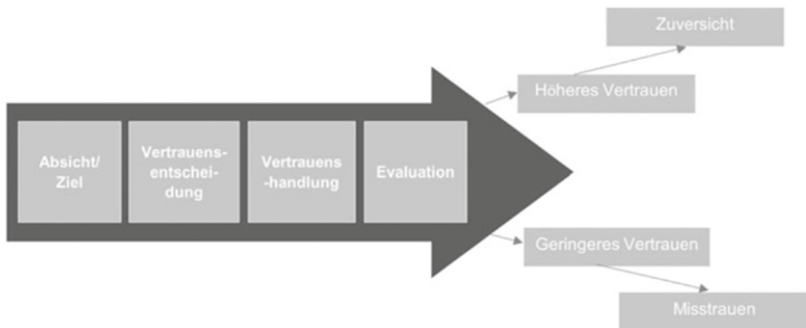 Zuversicht
Höheres Vertrauen
Absicht/
Ziel
Vertrauens-
entschei-
dung
Vertrauens
-handlung
Evaluation
Geringeres Vertrauen
Misstrauen